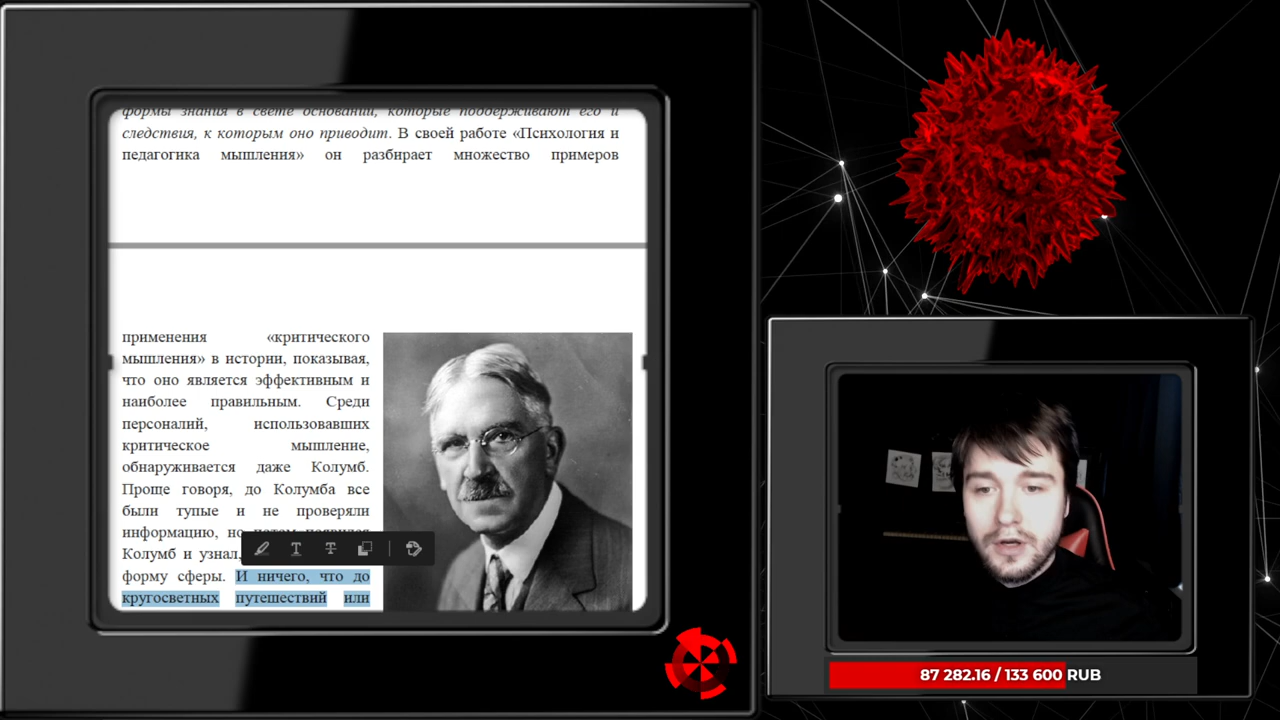 формы знания в свете оснований, которые поддерживают его и
следствия, к которым оно приводит. В своей работе «Психология и
педагогика мышления» он разбирает множество примеров
применения «критического
мышления» в истории, показывая,
что оно является эффективным и
наиболее правильным. Среди
персоналий, использовавших
критическое мышление,
обнаруживается даже Колумб.
Проще говоря, до Колумба все
были тупые и не проверяли
информацию, но потом появился
Колумб и узнал,
форму сферы. И ничего, что до
кругосветных путешествий или
87 282.16 / 133 600 RUB